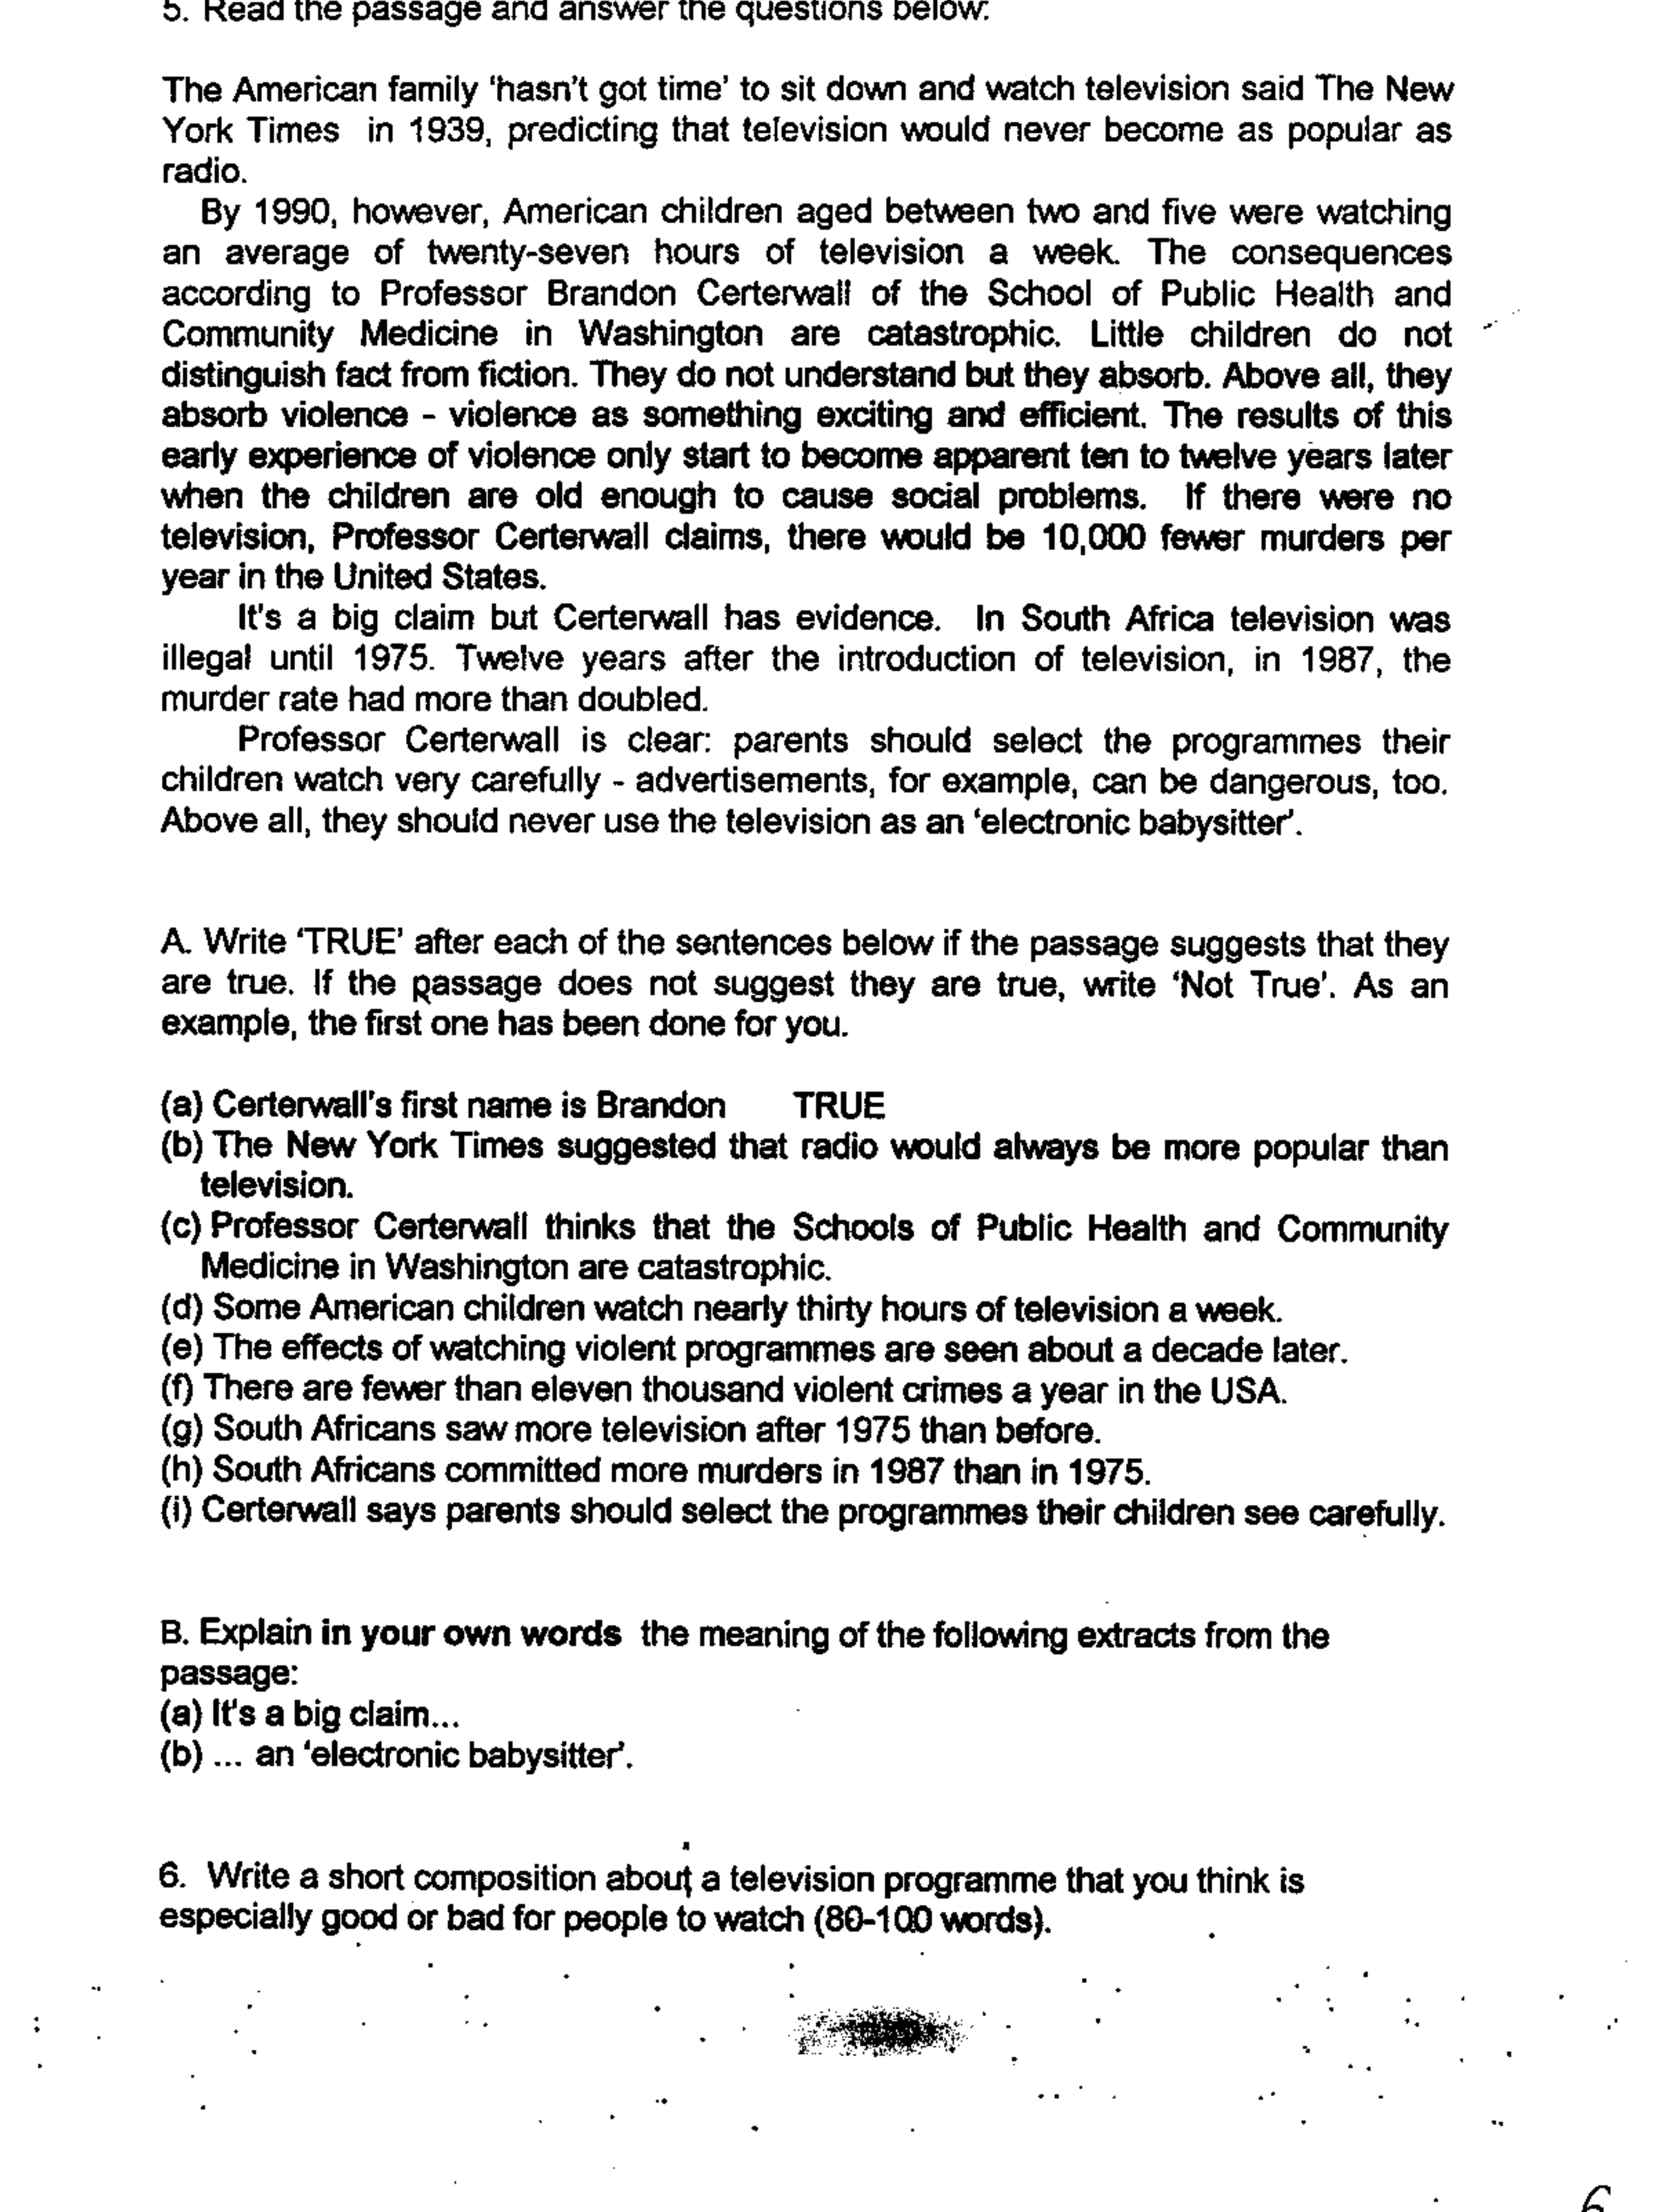 5. Read the passage and answer the questions below:
The American family 'hasn't got time' to sit down and watch television said The New
York Times in 1939, predicting that television would never become as popular as
radio.
By 1990, however, American children aged between two and five were watching
an average of twenty-seven hours of television a week. The consequences
according to Professor Brandon Certerwall of the School of Public Health and
Community Medicine in Washington are catastrophic. Little children do not
distinguish fact from fiction. They do not understand but they absorb. Above all, they
absorb violence - violence as something exciting and efficient. The results of this
early experience of violence only start to become apparent ten to twelve years later
when the children are old enough to cause social problems. If there were no
television, Professor Certerwall claims, there would be 10,000 fewer murders per
year in the United States.
It's a big claim but Certerwall has evidence. In South Africa television was
illegal until 1975. Twelve years after the introduction of television, in 1987, the
murder rate had more than doubled.
Professor Certerwall is clear: parents should select the programmes their
children watch very carefully - advertisements, for example, can be dangerous, too.
Above all, they should never use the television as an 'electronic babysitter'.
A. Write 'TRUE' after each of the sentences below if the passage suggests that they
are true. If the passage does not suggest they are true, write 'Not True'. As an
example, the first one has been done for you.
(a) Certerwall's first name is Brandon TRUE
(b) The New York Times suggested that radio would always be more popular than
television.
(c) Professor Certerwall thinks that the Schools of Public Health and Community
Medicine in Washington are catastrophic.
(d) Some American children watch nearly thirty hours of television a week.
(e) The effects of watching violent programmes are seen about a decade later.
(f) There are fewer than eleven thousand violent crimes a year in the USA.
(g) South Africans saw more television after 1975 than before.
(h) South Africans committed more murders in 1987 than in 1975.
(i) Certerwall says parents should select the programmes their children see carefully.
B. Explain in your own words the meaning of the following extracts from the
passage:
(a) It's a big claim...
(b) ... an 'electronic babysitter'.
6. Write a short composition about a television programme that you think is
especially good or bad for people to watch (80-100 words).
6